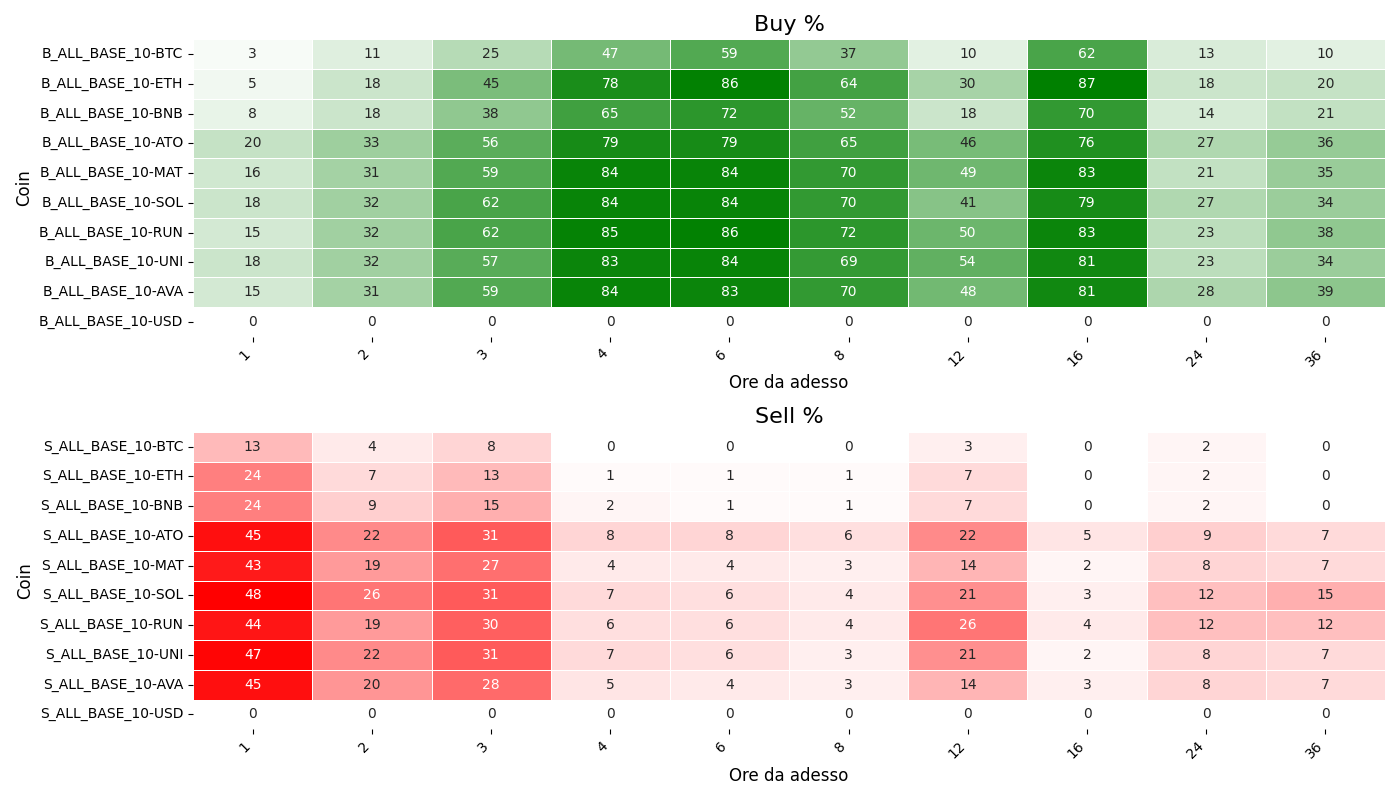 Buy %
Coin
B_ALL_BASE_10-BTC 3 11 25 47 59 37 10 62 13 10
B_ALL_BASE_10-ETH 5 18 45 78 86 64 30 87 18 20
B_ALL_BASE_10-BNB 8 18 38 65 72 52 18 70 14 21
B_ALL_BASE_10-ATO 20 33 56 79 79 65 46 76 27 36
B_ALL_BASE_10-MAT 16 31 59 84 84 70 49 83 21 35
B_ALL_BASE_10-SOL 18 32 62 84 84 70 41 79 27 34
B_ALL_BASE_10-RUN 15 32 62 85 86 72 50 83 23 38
B_ALL_BASE_10-UNI 18 32 57 83 84 69 54 81 23 34
B_ALL_BASE_10-AVA 15 31 59 84 83 70 48 81 28 39
B_ALL_BASE_10-USD 0 0 0 0 0 0 0 0 0 0
1 2 3 4 6 8 12 16 24 36
Ore da adesso
Sell %
Coin
S_ALL_BASE_10-BTC 13 4 8 0 0 0 3 0 2 0
S_ALL_BASE_10-ETH 24 7 13 1 1 1 7 0 2 0
S_ALL_BASE_10-BNB 24 9 15 2 1 1 7 0 2 0
S_ALL_BASE_10-ATO 45 22 31 8 8 6 22 5 9 7
S_ALL_BASE_10-MAT 43 19 27 4 4 3 14 2 8 7
S_ALL_BASE_10-SOL 48 26 31 7 6 4 21 3 12 15
S_ALL_BASE_10-RUN 44 19 30 6 6 4 26 4 12 12
S_ALL_BASE_10-UNI 47 22 31 7 6 3 21 2 8 7
S_ALL_BASE_10-AVA 45 20 28 5 4 3 14 3 8 7
S_ALL_BASE_10-USD 0 0 0 0 0 0 0 0 0 0
1 2 3 4 6 8 12 16 24 36
Ore da adesso